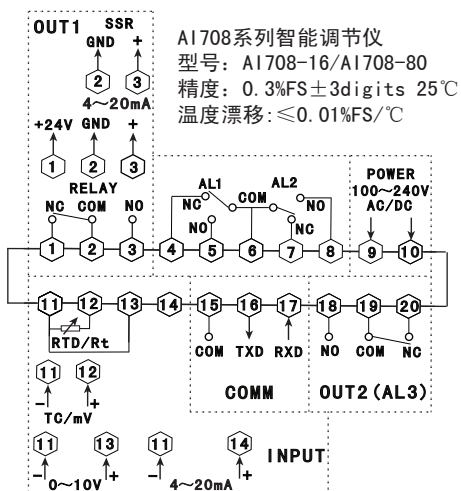 OUT1 SSR
GND +
2 3
4～20mA
+24V GND +
1 2 3
RELAY
NC COM NO
AI708系列智能调节仪
型号: AI708-16/AI708-80
精度: 0.3%FS±3digits 25℃
温度漂移:≤0.01%FS/℃
AL1 COM AL2
NC NO
NO NC
POWER
100～240V
AC/DC
1 2 3 4 5 6 7 8 9 10
11 12 13 14 15 16 17 18 19 20
RTD/Rt
COM TXD RXD
COMM
NO COM NC
OUT2(AL3)
11 12
- +
TC/mV
11 13 11 14
- + - +
0～10V 4～20mA
INPUT